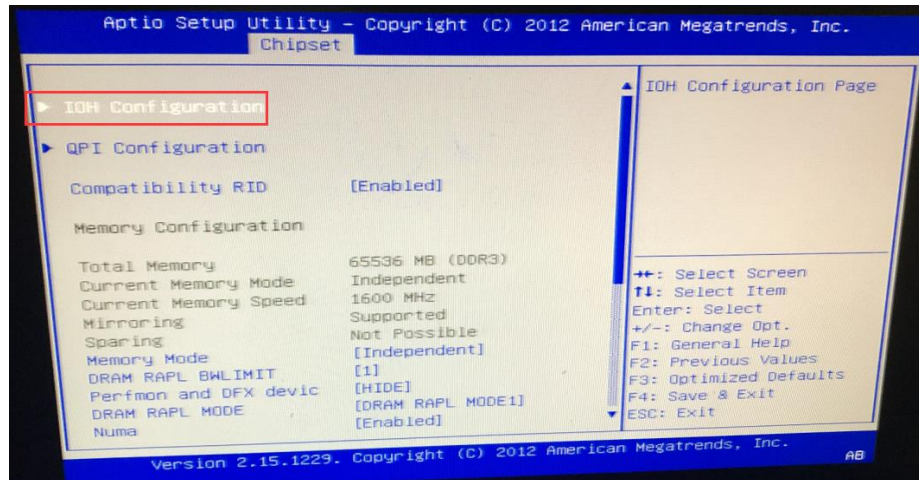 Aptio Setup Utility – Copyright (C) 2012 American Megatrends, Inc.
Chipset
IOH Configuration
QPI Configuration
Compatibility RID [Enabled]
Memory Configuration
Total Memory 65536 MB (DDR3)
Current Memory Mode Independent
Current Memory Speed 1600 MHz
Mirroring Supported
Sparing Not Possible
Memory Mode [Independent]
DRAM RAPL BWLIMIT [1]
Perfmon and DFX devic [HIDE]
DRAM RAPL MODE [DRAM RAPL MODE1]
Numa [Enabled]
IOH Configuration Page
→←: Select Screen
↑↓: Select Item
Enter: Select
+/-: Change Opt.
F1: General Help
F2: Previous Values
F3: Optimized Defaults
F4: Save & Exit
ESC: Exit
Version 2.15.1229. Copyright (C) 2012 American Megatrends, Inc.
AB